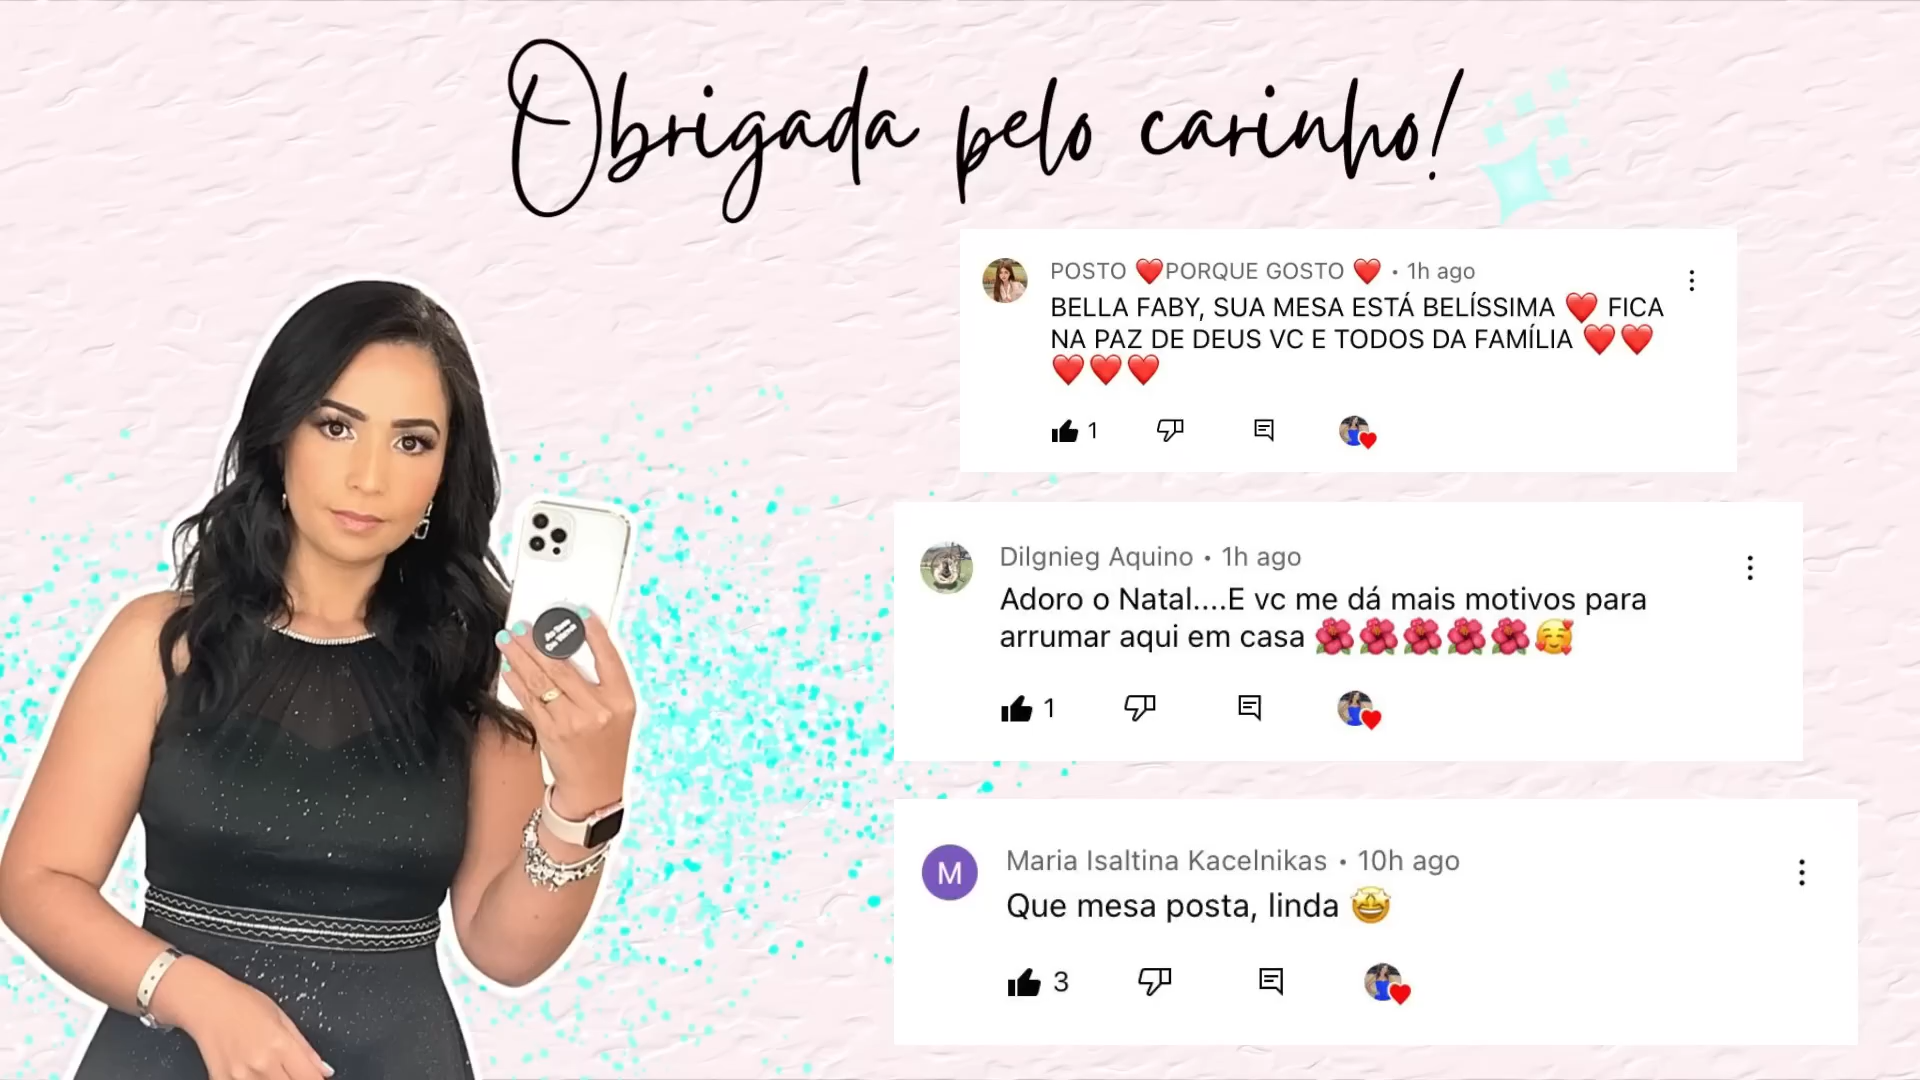 Obrigada pelo carinho!
POSTO ❤️PORQUE GOSTO ❤️ • 1h ago
BELLA FABY, SUA MESA ESTÁ BELÍSSIMA ❤️ FICA
NA PAZ DE DEUS VC E TODOS DA FAMÍLIA ❤️❤️
❤️❤️❤️
1
Dilgnieg Aquino • 1h ago
Adoro o Natal....E vc me dá mais motivos para
arrumar aqui em casa 🌺🌺🌺🌺🌺🥰
1
M
Maria Isaltina Kacelnikas • 10h ago
Que mesa posta, linda 🤩
3